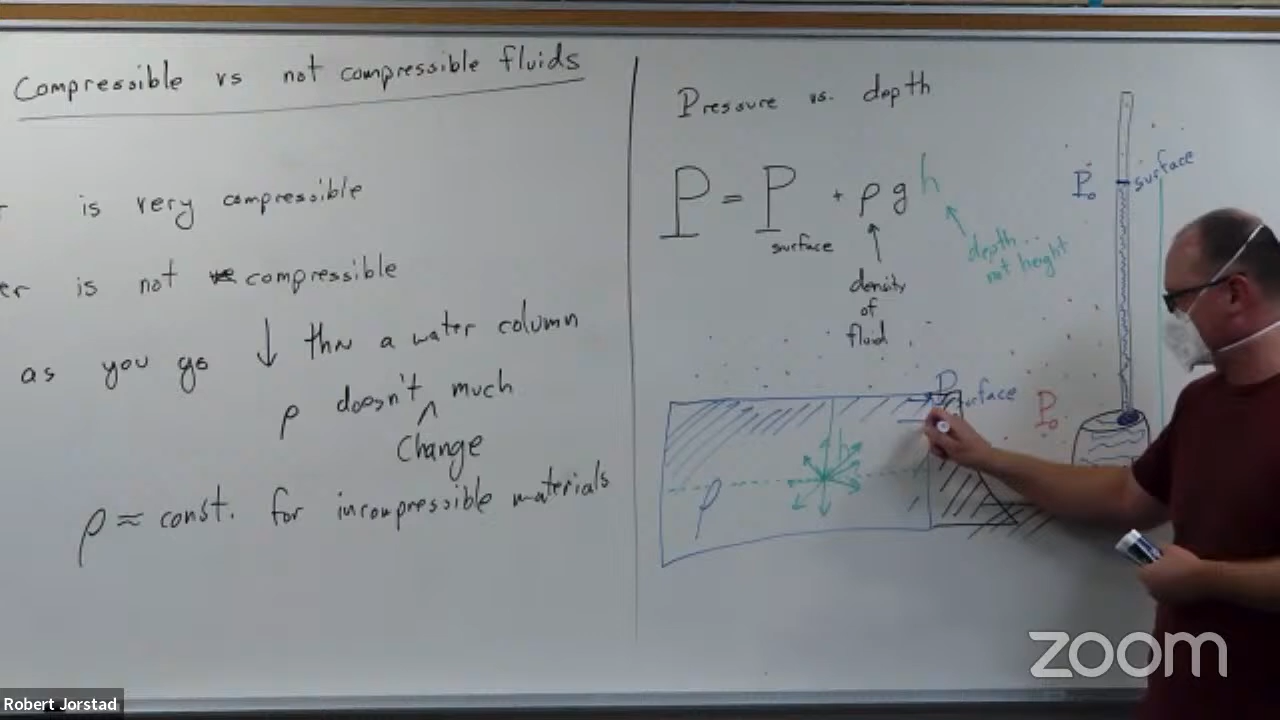 Compressible vs not compressible fluids
is very compressible
is not compressible
as you go ↓ thru a water column
ρ doesn't ^ much
change
ρ ≈ const. for incompressible materials
Pressure vs. depth
P = P surface + ρ g h
depth
not height
density
of
fluid
P₀
surface
P surface
P₀
h
ρ
zoom
Robert Jorstad